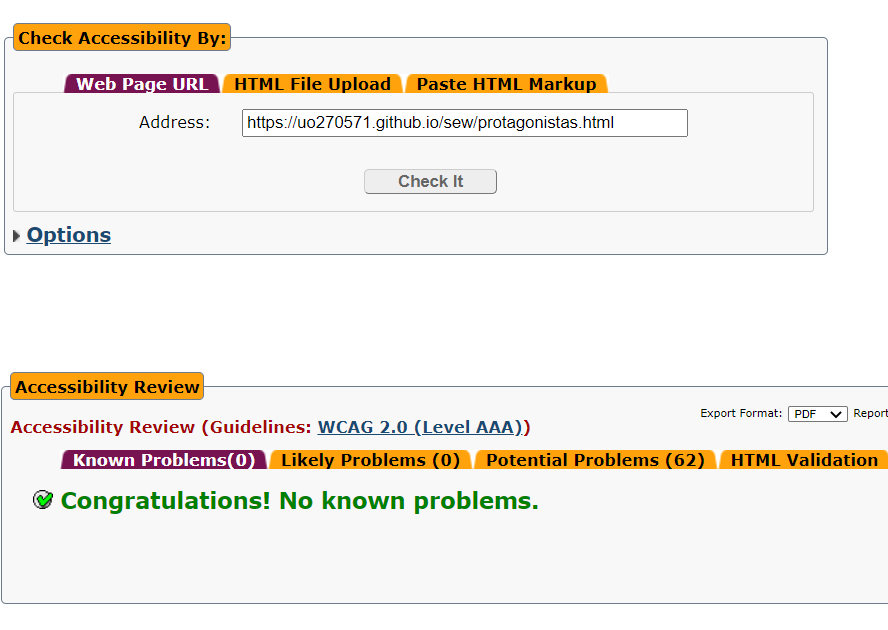 Check Accessibility By:
Web Page URL HTML File Upload Paste HTML Markup
Address: https://uo270571.github.io/sew/protagonistas.html
Check It
Options
Accessibility Review
Export Format: PDF Report
Accessibility Review (Guidelines: WCAG 2.0 (Level AAA))
Known Problems(0) Likely Problems (0) Potential Problems (62) HTML Validation
Congratulations! No known problems.